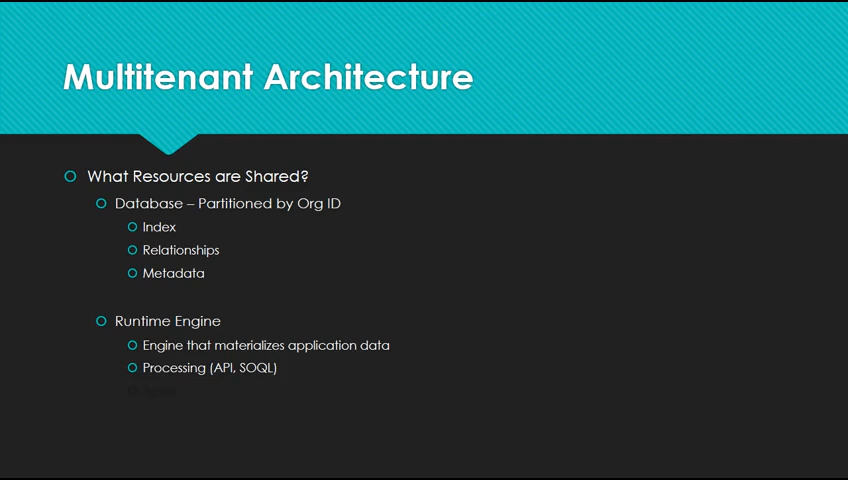 Multitenant Architecture
What Resources are Shared?
Database – Partitioned by Org ID
Index
Relationships
Metadata
Runtime Engine
Engine that materializes application data
Processing (API, SOQL)